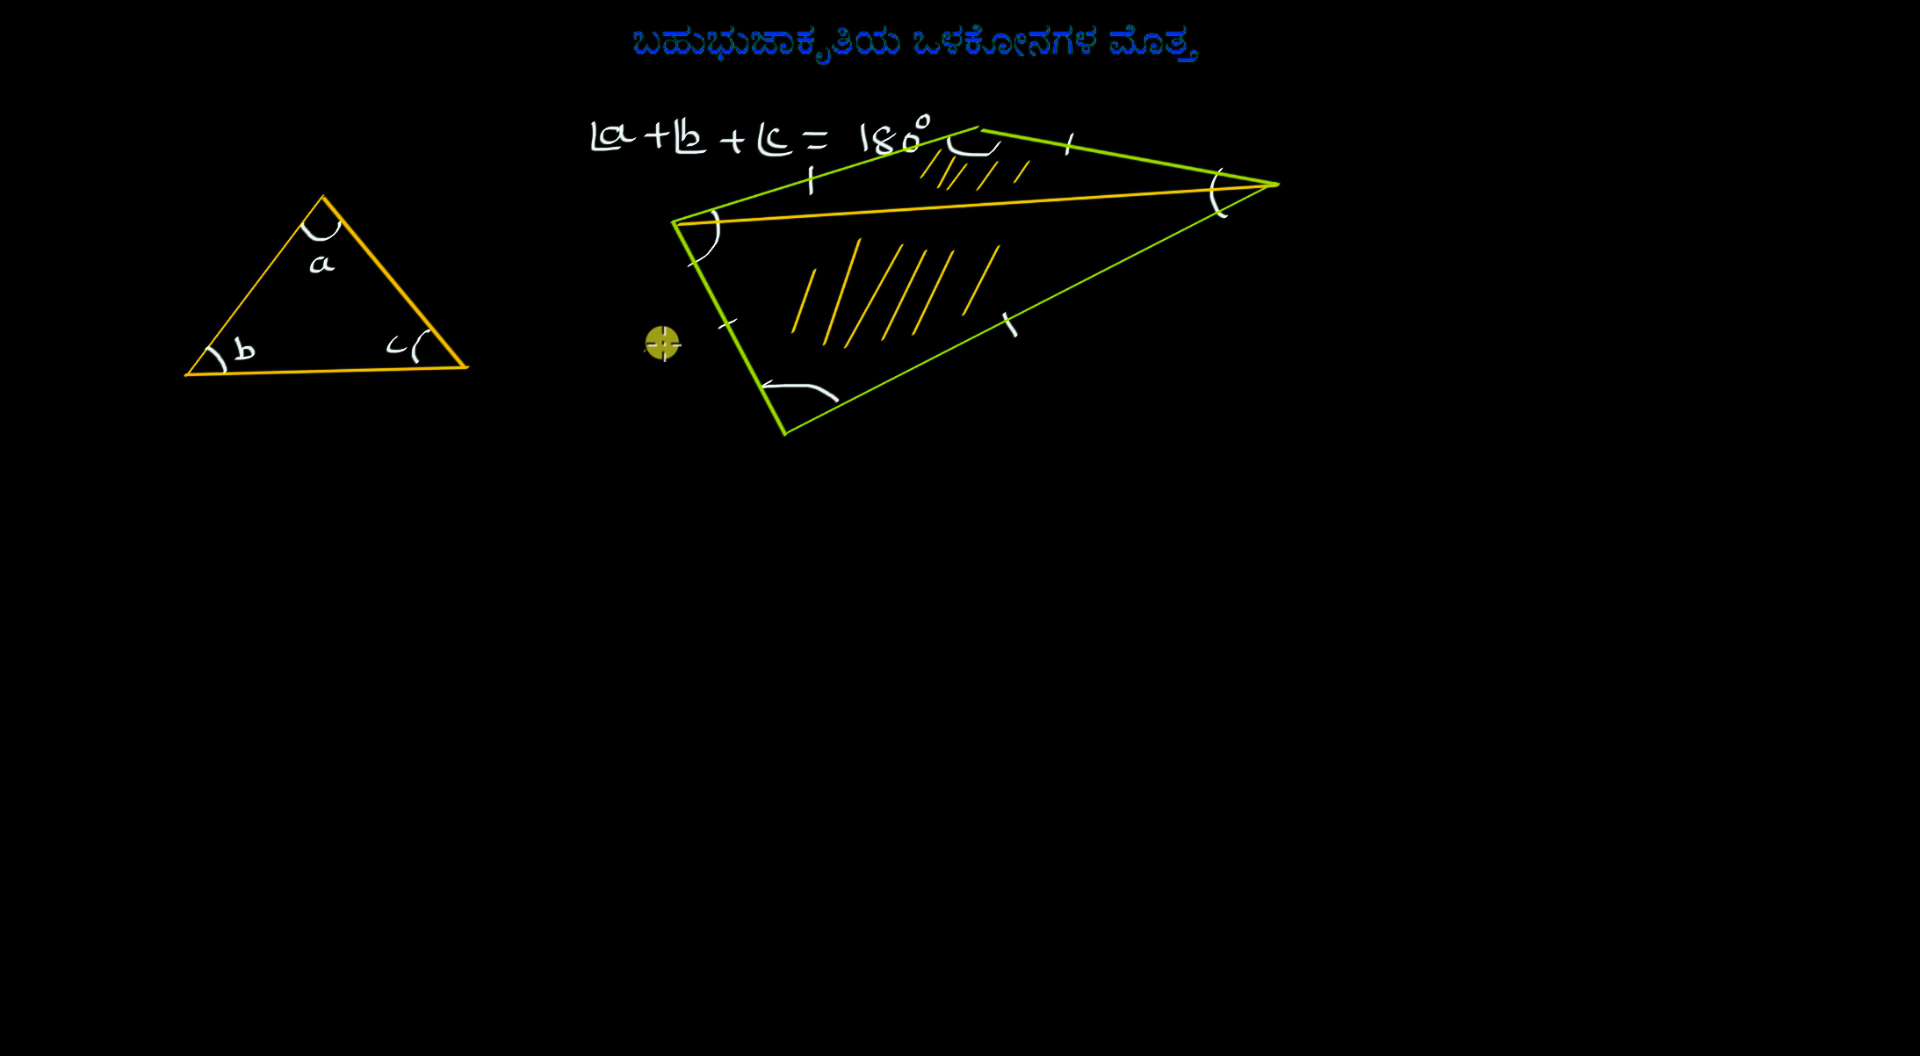 ಬಹುಭುಜಾಕೃತಿಯ ಒಳಕೋನಗಳ ಮೊತ್ತ
∠a + ∠b + ∠c = 180°
a
b
c